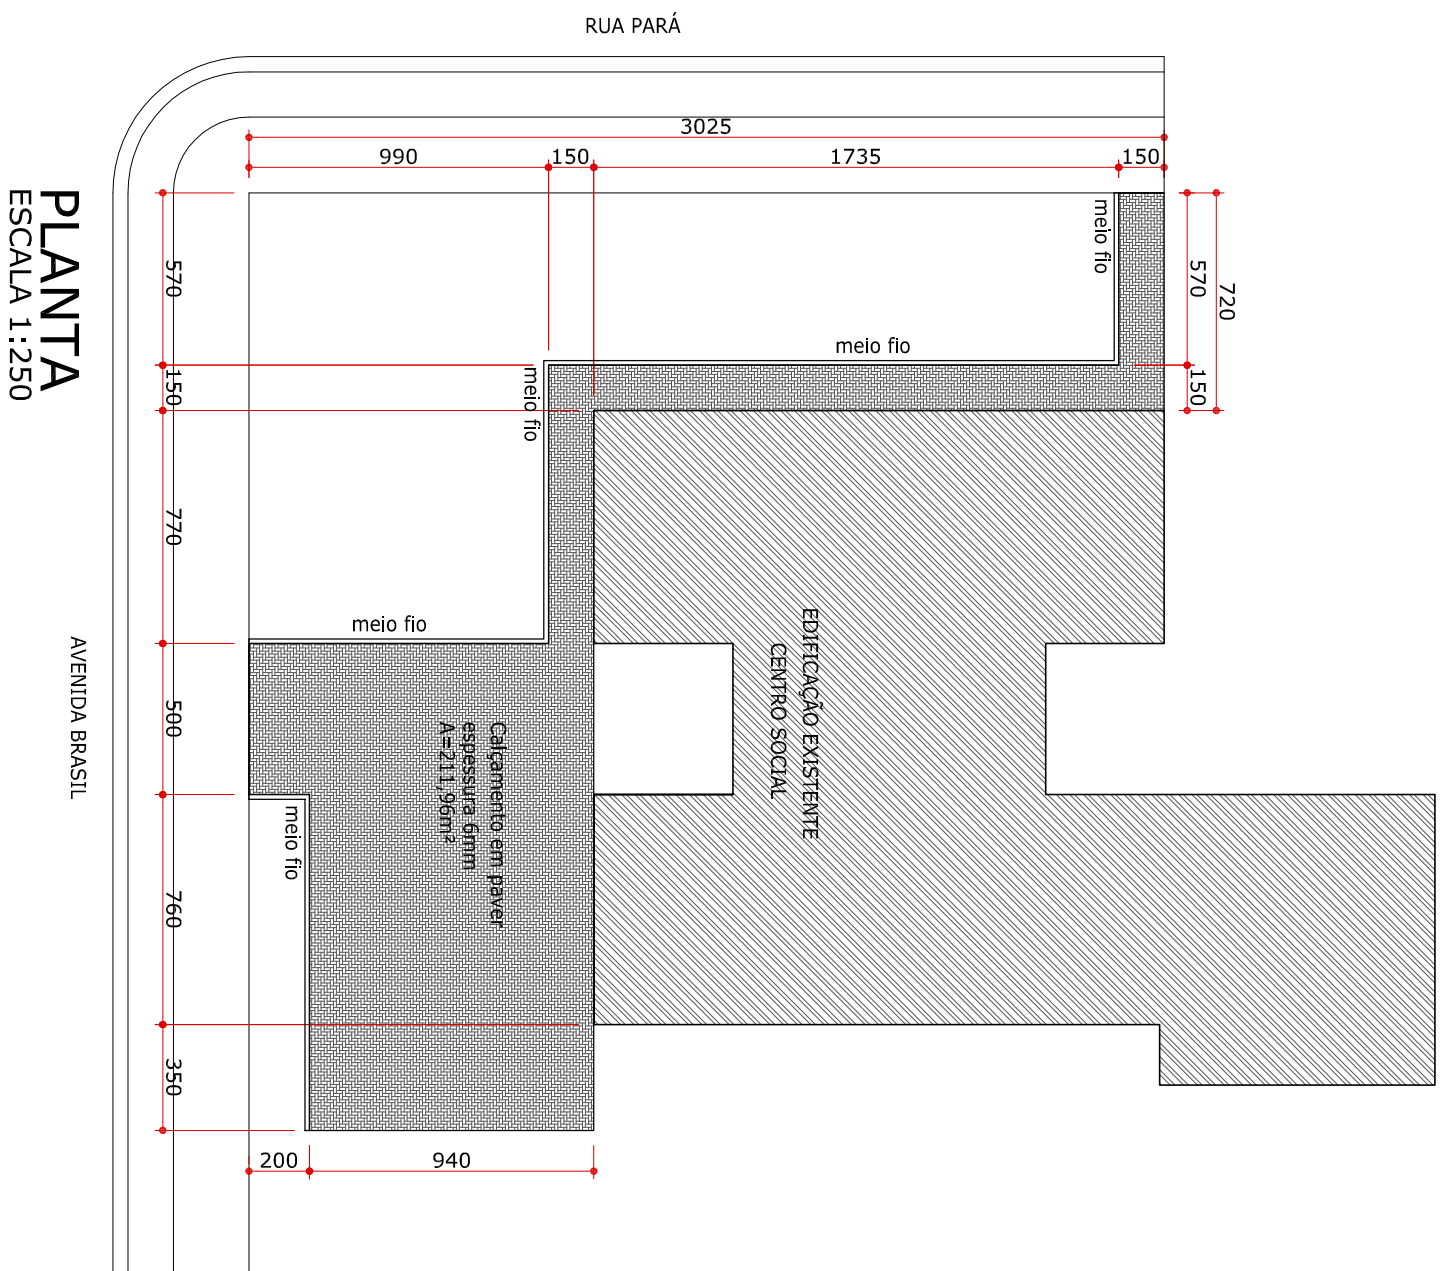 RUA PARÁ
3025
990
150
1735
150
meio fio
570
720
150
meio fio
meio fio
meio fio
meio fio
570
150
770
500
760
350
PLANTA
ESCALA 1:250
AVENIDA BRASIL
EDIFICAÇÃO EXISTENTE
CENTRO SOCIAL
Calçamento em paver
espessura 6mm
A=211,96m²
200
940